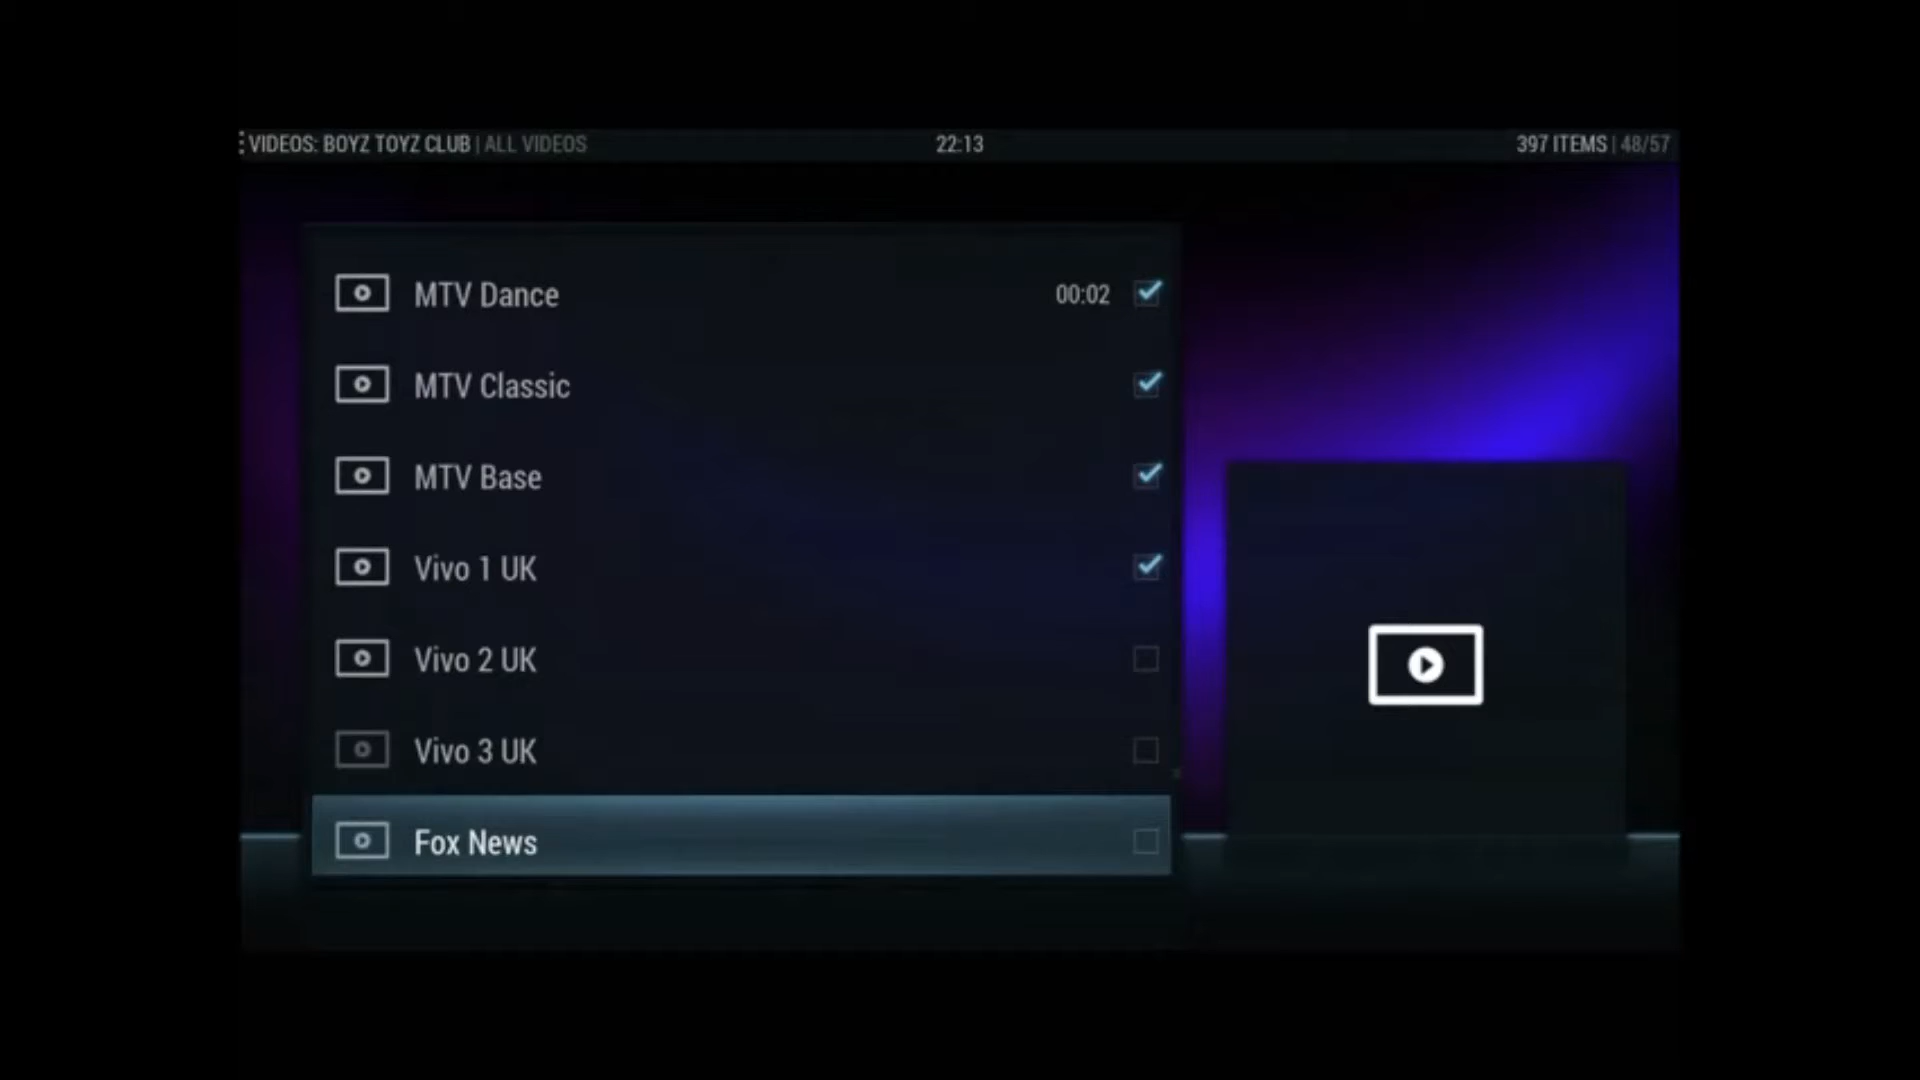 VIDEOS: BOYZ TOYZ CLUB | ALL VIDEOS
22:13
397 ITEMS | 48/57
MTV Dance 00:02
MTV Classic
MTV Base
Vivo 1 UK
Vivo 2 UK
Vivo 3 UK
Fox News